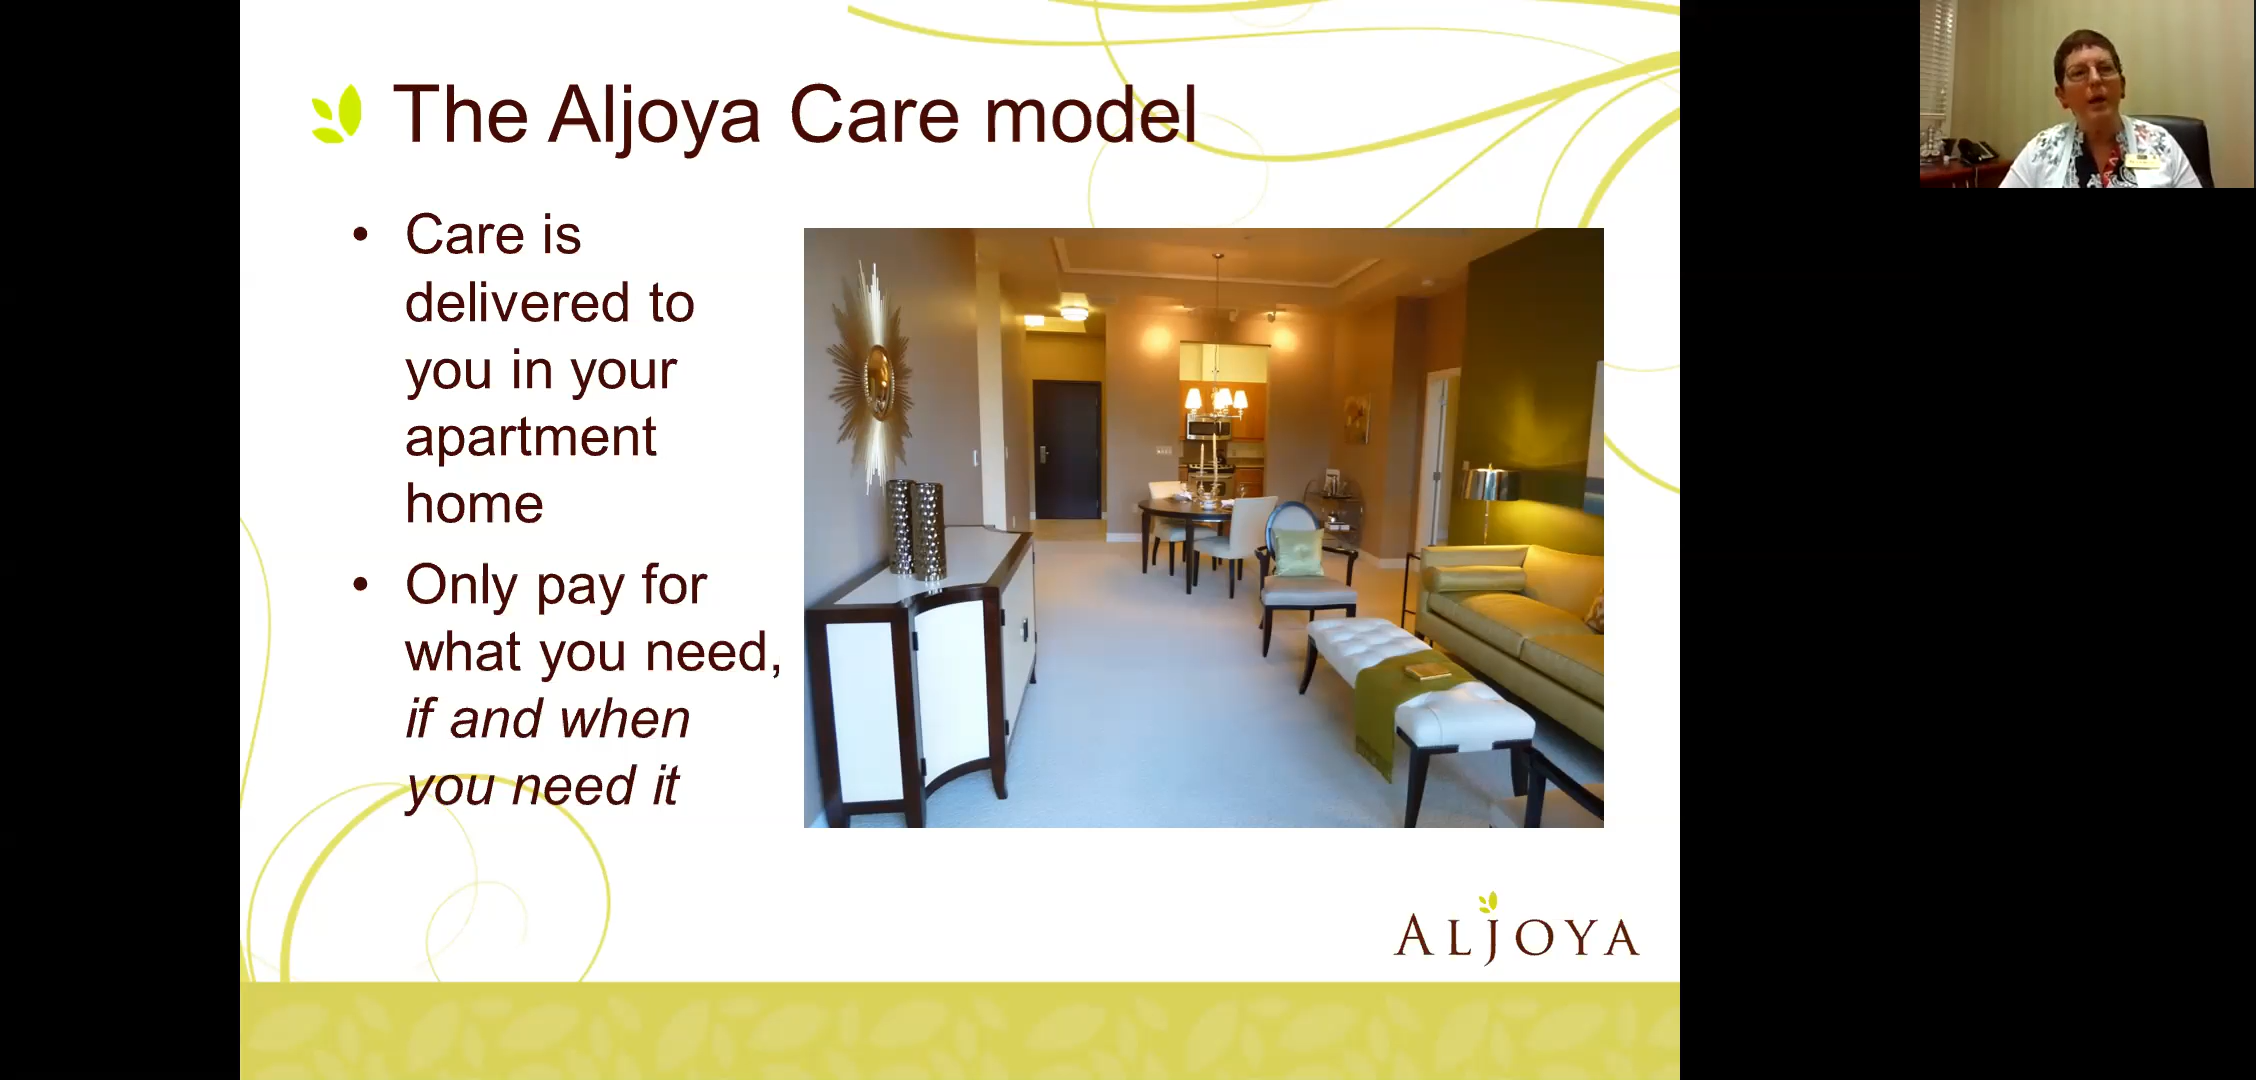 The Aljoya Care model
• Care is
delivered to
you in your
apartment
home
• Only pay for
what you need,
if and when
you need it
ALJOYA